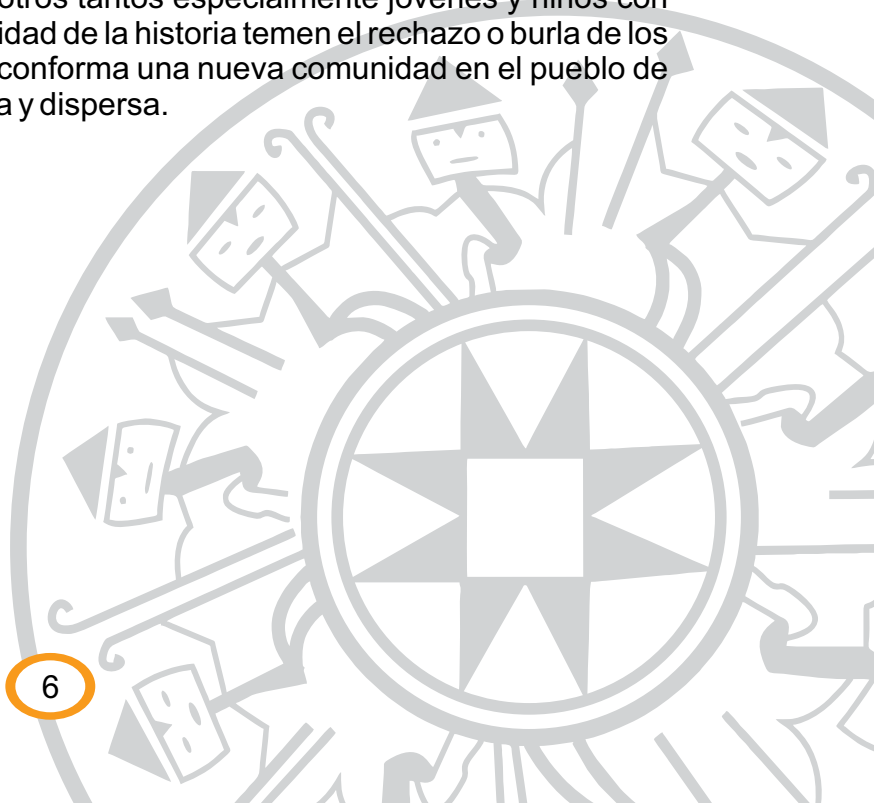 otros tantos especialmente jóvenes y niños con
idad de la historia temen el rechazo o burla de los
conforma una nueva comunidad en el pueblo de
a y dispersa.
6